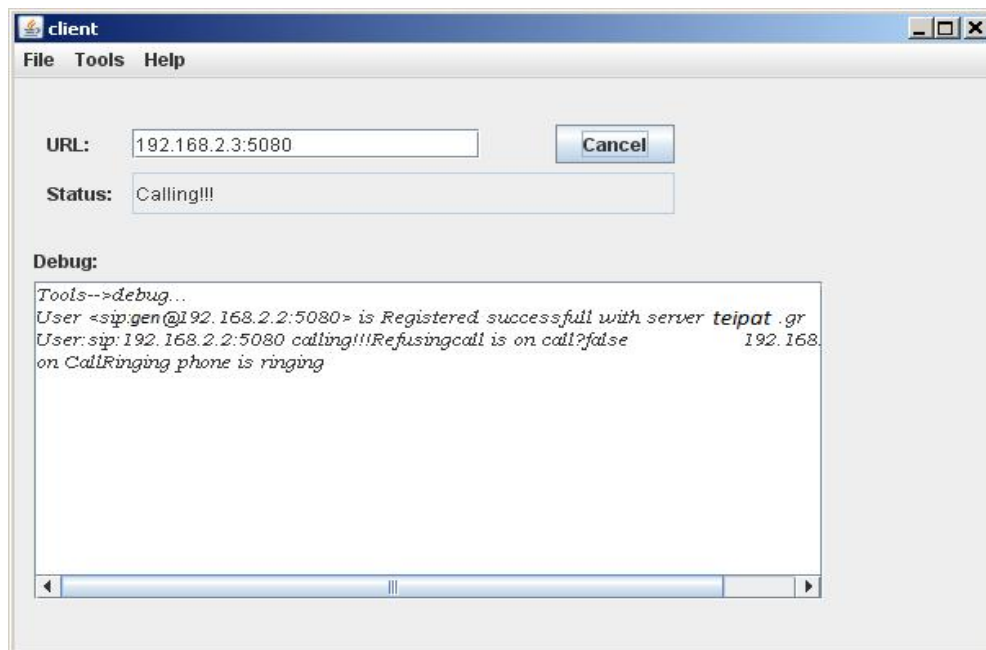 client
File Tools Help
URL: 192.168.2.3:5080 Cancel
Status: Calling!!!
Debug:
Tools-->debug...
User <sip:gen@192.168.2.2:5080> is Registered successfull with server teipat .gr
User:sip:192.168.2.2:5080 calling!!!Refusingcall is on call?false 192.168.
on CallRinging phone is ringing